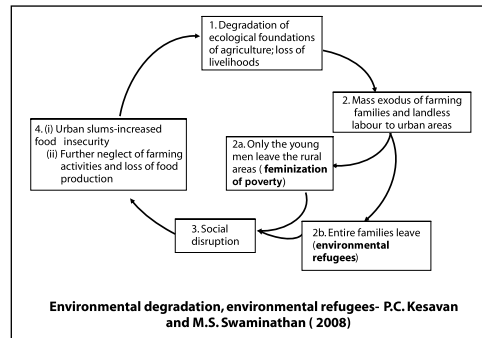 1. Degradation of
ecological foundations
of agriculture; loss of
livelihoods
2. Mass exodus of farming
families and landless
labour to urban areas
2a. Only the young
men leave the rural
areas ( feminization
of poverty)
2b. Entire families leave
(environmental
refugees)
3. Social
disruption
4. (i) Urban slums-increased
food insecurity
(ii) Further neglect of farming
activities and loss of food
production
Environmental degradation, environmental refugees- P.C. Kesavan
and M.S. Swaminathan ( 2008)